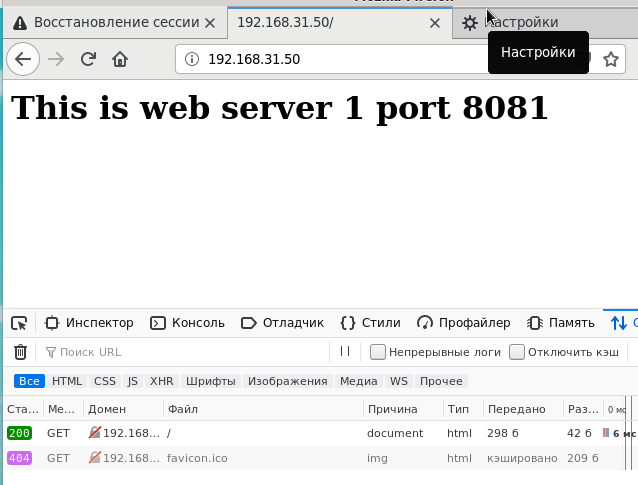 Восстановление сессии
192.168.31.50/
Настройки
Настройки
192.168.31.50
This is web server 1 port 8081
Инспектор Консоль Отладчик Стили Профайлер Память
Поиск URL Непрерывные логи Отключить кэш
Все HTML CSS JS XHR Шрифты Изображения Медиа WS Прочее
Ста... Ме... Домен Файл Причина Тип Передано Раз... 0 мс
200 GET 192.168... / document html 298 б 42 б 6 мс
404 GET 192.168... favicon.ico img html кэшировано 209 б